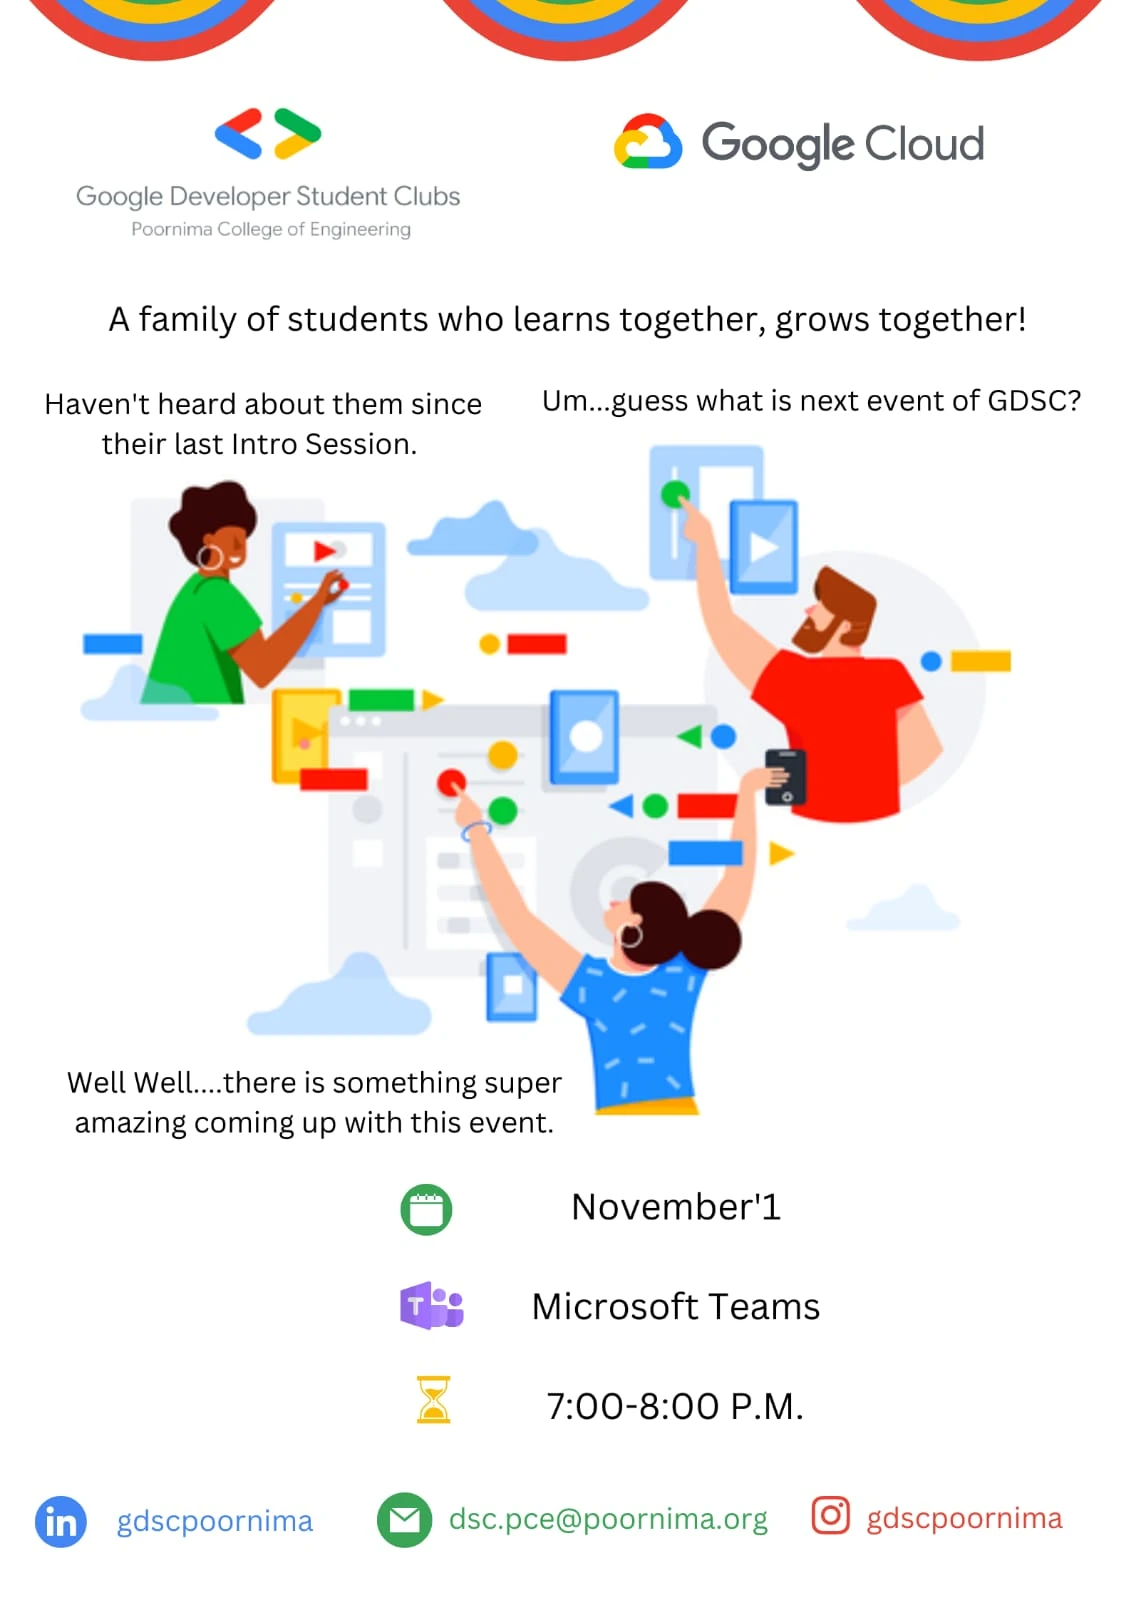 Google Developer Student Clubs
Poornima College of Engineering
Google Cloud
A family of students who learns together, grows together!
Haven't heard about them since
their last Intro Session.
Um...guess what is next event of GDSC?
Well Well....there is something super
amazing coming up with this event.
November'1
T
Microsoft Teams
7:00-8:00 P.M.
in
gdscpoornima
dsc.pce@poornima.org
gdscpoornima